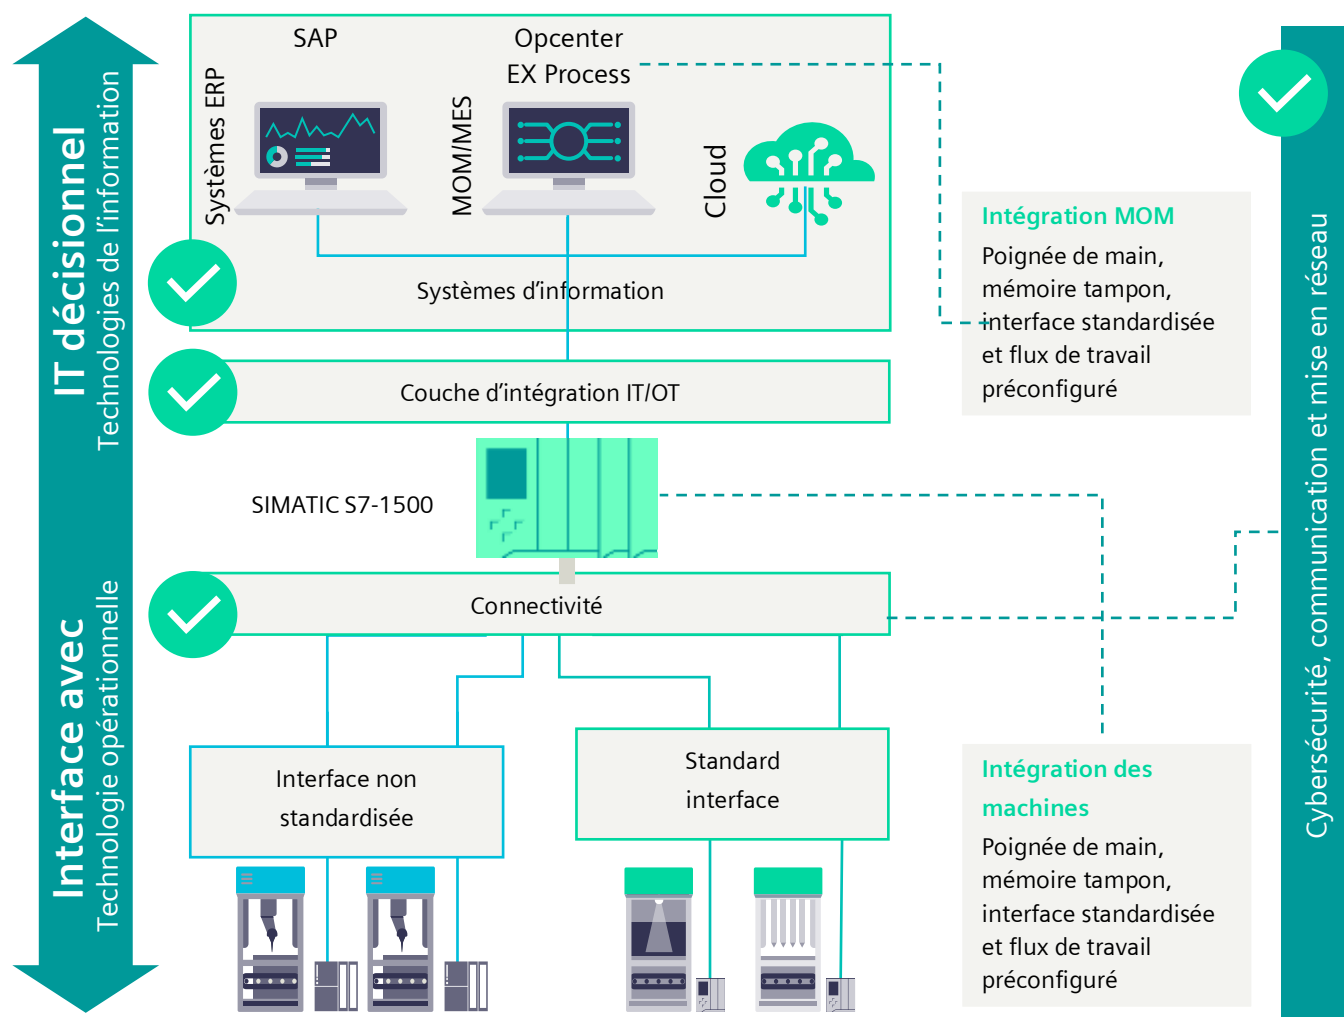 IT décisionnel
Technologies de l'information
Interface avec
Technologie opérationnelle
SAP
Systèmes ERP
Opcenter
EX Process
MOM/MES
Cloud
Systèmes d'information
Couche d'intégration IT/OT
SIMATIC S7-1500
Connectivité
Interface non
standardisée
Standard
interface
Intégration MOM
Poignée de main,
mémoire tampon,
interface standardisée
et flux de travail
préconfiguré
Intégration des
machines
Poignée de main,
mémoire tampon,
interface standardisée
et flux de travail
préconfiguré
Cybersécurité, communication et mise en réseau